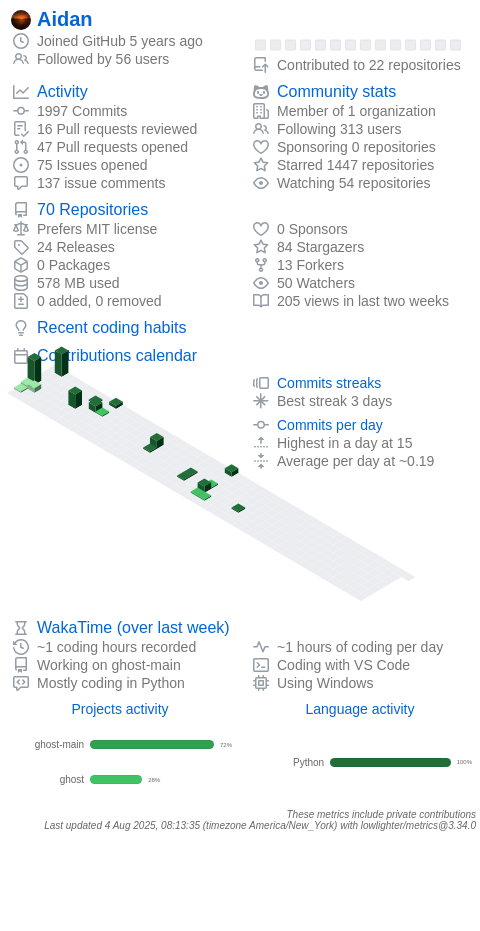 Aidan
Joined GitHub 5 years ago
Followed by 56 users
Contributed to 22 repositories
Activity
1997 Commits
16 Pull requests reviewed
47 Pull requests opened
75 Issues opened
137 issue comments
Community stats
Member of 1 organization
Following 313 users
Sponsoring 0 repositories
Starred 1447 repositories
Watching 54 repositories
70 Repositories
Prefers MIT license
24 Releases
0 Packages
578 MB used
0 added, 0 removed
0 Sponsors
84 Stargazers
13 Forkers
50 Watchers
205 views in last two weeks
Recent coding habits
Contributions calendar
Commits streaks
Best streak 3 days
Commits per day
Highest in a day at 15
Average per day at ~0.19
WakaTime (over last week)
~1 coding hours recorded
Working on ghost-main
Mostly coding in Python
~1 hours of coding per day
Coding with VS Code
Using Windows
Projects activity
ghost-main 72%
ghost 28%
Language activity
Python 100%
These metrics include private contributions
Last updated 4 Aug 2025, 08:13:35 (timezone America/New_York) with lowlighter/metrics@3.34.0